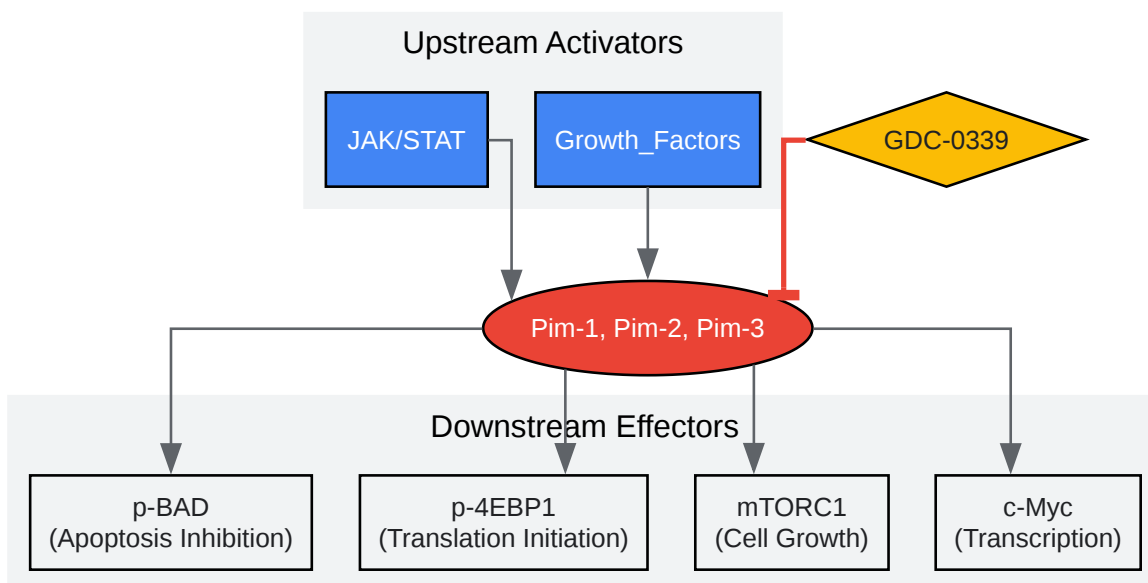 Upstream Activators
JAK/STAT
Growth_Factors
GDC-0339
Pim-1, Pim-2, Pim-3
Downstream Effectors
p-BAD
(Apoptosis Inhibition)
p-4EBP1
(Translation Initiation)
mTORC1
(Cell Growth)
c-Myc
(Transcription)